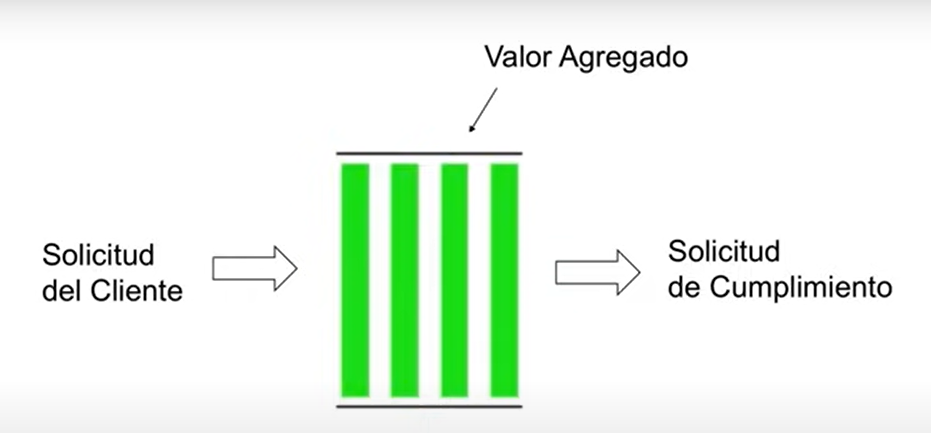 Valor Agregado
Solicitud
del Cliente
Solicitud
de Cumplimiento